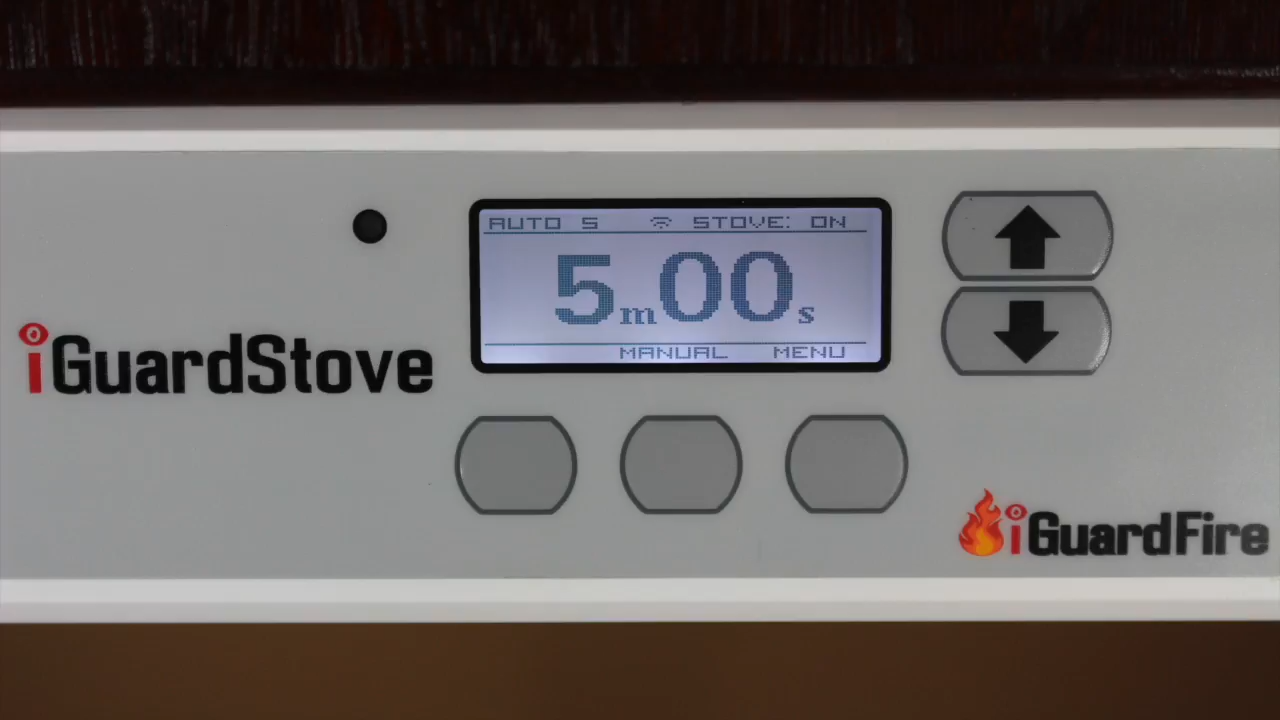 AUTO 5 STOVE: ON
5m00s
MANUAL MENU
iGuardStove
iGuardFire